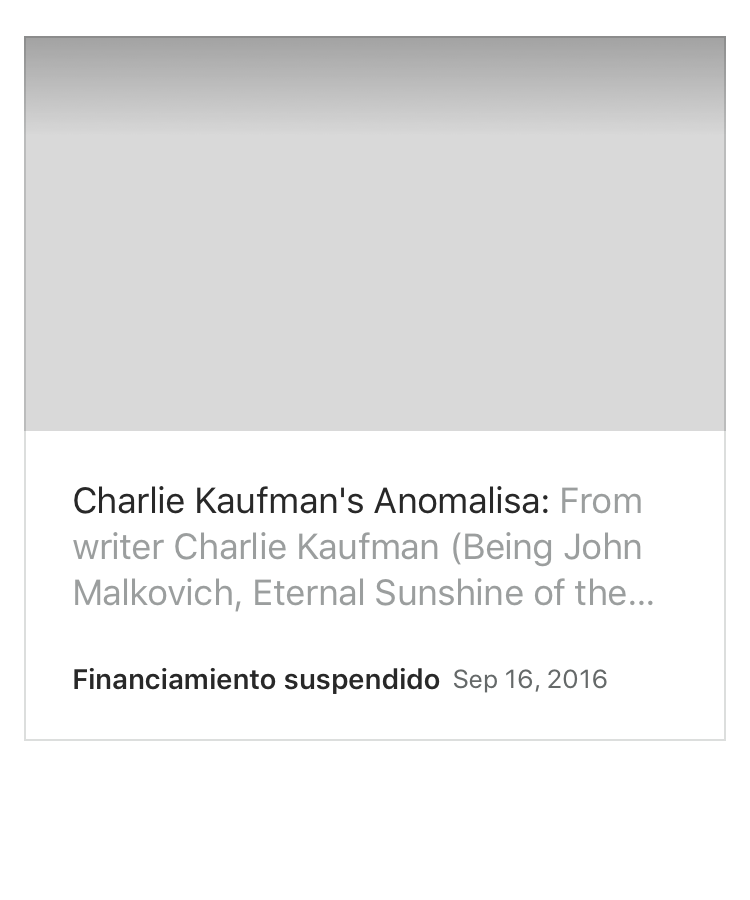 Charlie Kaufman's Anomalisa: From
writer Charlie Kaufman (Being John
Malkovich, Eternal Sunshine of the...
Financiamiento suspendido Sep 16, 2016